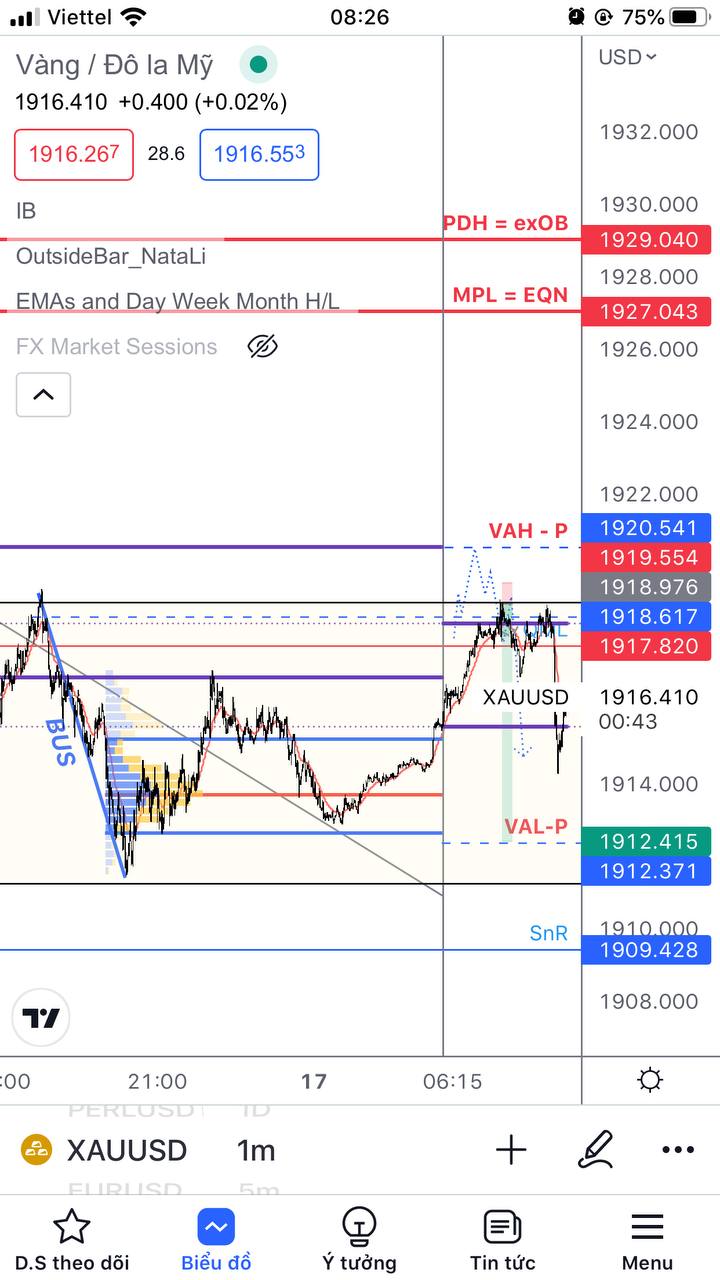 Viettel 08:26 75%
Vàng / Đô la Mỹ USD
1916.410 +0.400 (+0.02%)
1932.000
1916.267 28.6 1916.553
IB
1930.000
PDH = exOB
1929.040
OutsideBar_NataLi
1928.000
EMAs and Day Week Month H/L
MPL = EQN
1927.043
FX Market Sessions
1926.000
1924.000
1922.000
VAH - P
1920.541
1919.554
1918.976
1918.617
1917.820
XAUUSD 1916.410
00:43
BUS
1914.000
VAL-P
1912.415
1912.371
SnR
1910.000
1909.428
1908.000
:00 21:00 17 06:15
PERLUSD 1D
XAUUSD 1m
EURUSD 5m
D.S theo dõi Biểu đồ Ý tưởng Tin tức Menu